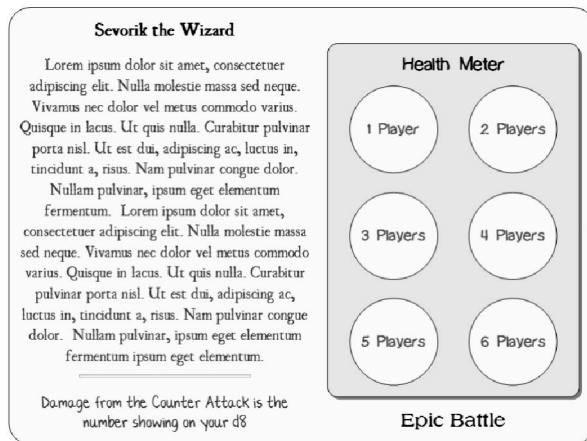 Sevorik the Wizard
Lorem ipsum dolor sit amet, consectetuer
adipiscing elit. Nulla molestie massa sed neque.
Vivamus nec dolor vel metus commodo varius.
Quisque in lacus. Ut quis nulla. Curabitur pulvinar
porta nisl. Ut est dui, adipiscing ac, luctus in,
tincidunt a, risus. Nam pulvinar congue dolor.
Nullam pulvinar, ipsum eget elementum
fermentum. Lorem ipsum dolor sit amet,
consectetuer adipiscing elit. Nulla molestie massa
sed neque. Vivamus nec dolor vel metus commodo
varius. Quisque in lacus. Ut quis nulla. Curabitur
pulvinar porta nisl. Ut est dui, adipiscing ac,
luctus in, tincidunt a, risus. Nam pulvinar congue
dolor. Nullam pulvinar, ipsum eget elementum
fermentum ipsum eget elementum.
Damage from the Counter Attack is the
number showing on your d8
Health Meter
1 Player
2 Players
3 Players
4 Players
5 Players
6 Players
Epic Battle